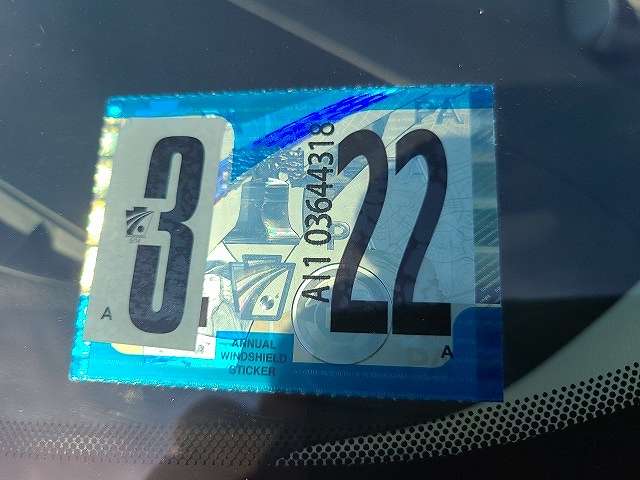 PA
3
A
AI1 03644318
22
A
ANNUAL
WINDSHIELD
STICKER